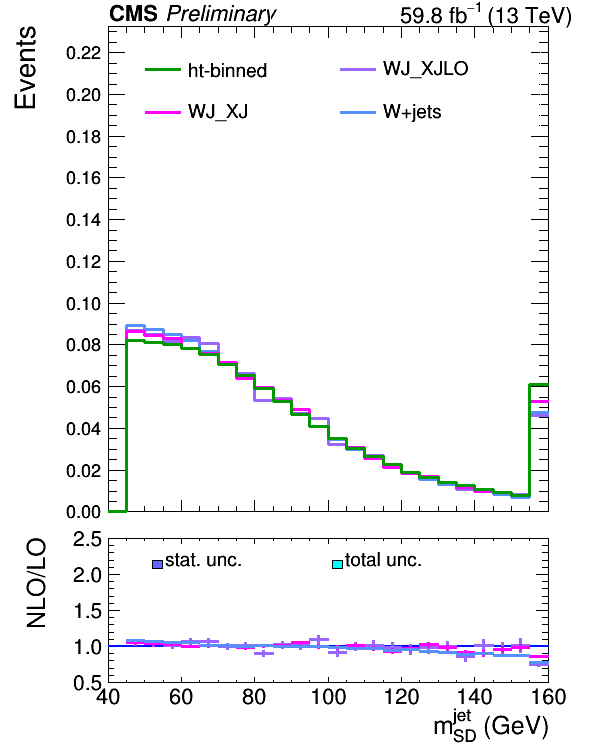 CMS Preliminary 59.8 fb⁻¹ (13 TeV)
Events
ht-binned WJ_XJLO
WJ_XJ W+jets
0.22
0.20
0.18
0.16
0.14
0.12
0.10
0.08
0.06
0.04
0.02
0.00
NLO/LO
stat. unc. total unc.
2.5
2.0
1.5
1.0
0.5
40 60 80 100 120 140 160
m_SD^jet (GeV)